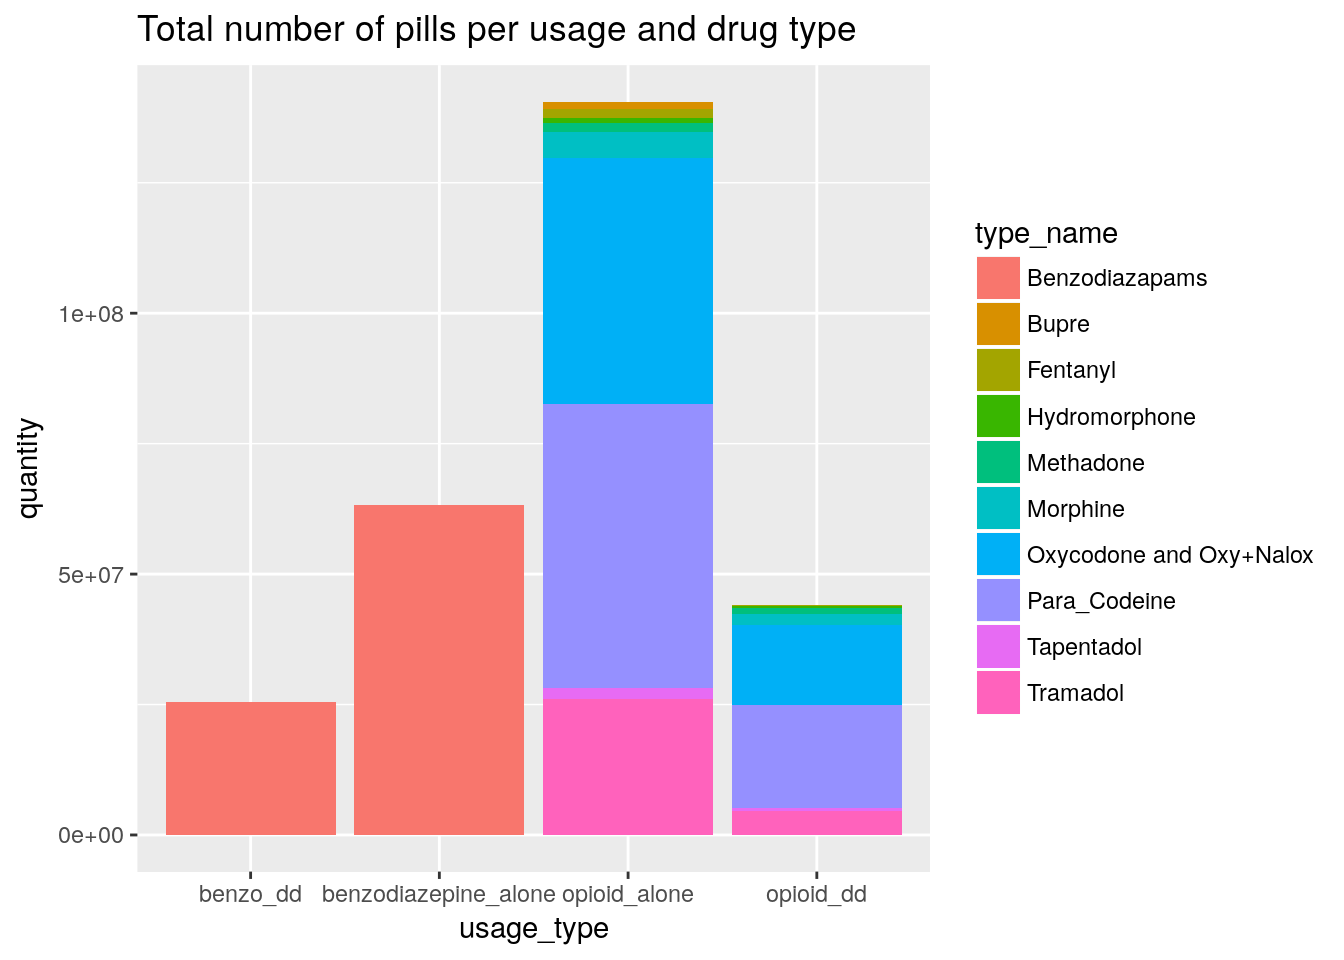 Total number of pills per usage and drug type
quantity
1e+08
5e+07
0e+00
benzo_dd
benzodiazepine_alone
opioid_alone
opioid_dd
usage_type
type_name
Benzodiazapams
Bupre
Fentanyl
Hydromorphone
Methadone
Morphine
Oxycodone and Oxy+Nalox
Para_Codeine
Tapentadol
Tramadol